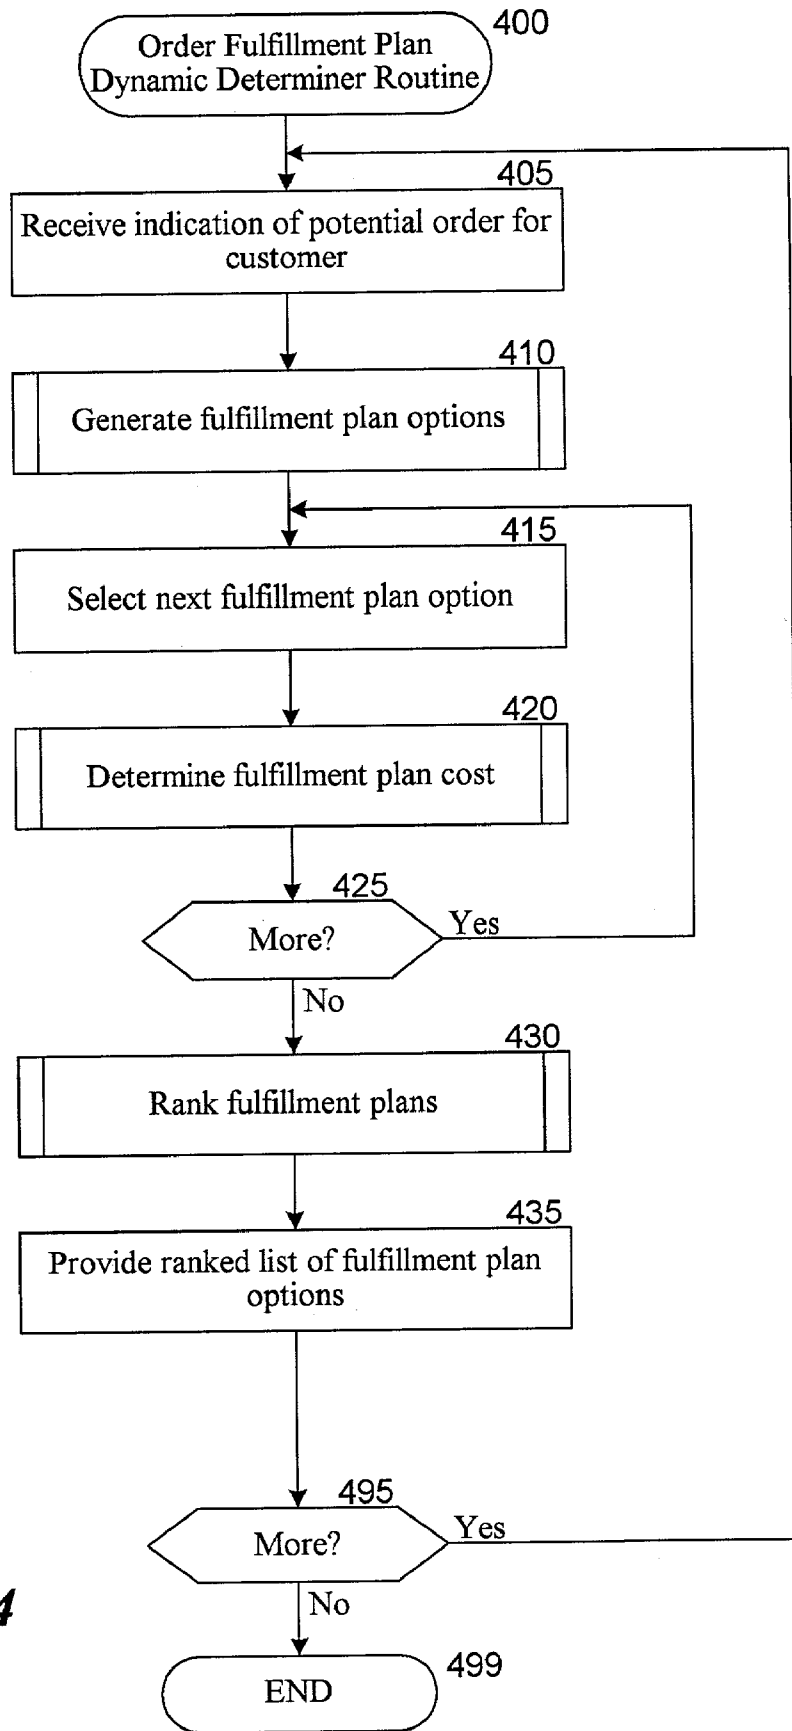 400
Order Fulfillment Plan
Dynamic Determiner Routine
405
Receive indication of potential order for
customer
410
Generate fulfillment plan options
415
Select next fulfillment plan option
420
Determine fulfillment plan cost
425
More?
Yes
No
430
Rank fulfillment plans
435
Provide ranked list of fulfillment plan
options
495
More?
Yes
No
4
499
END